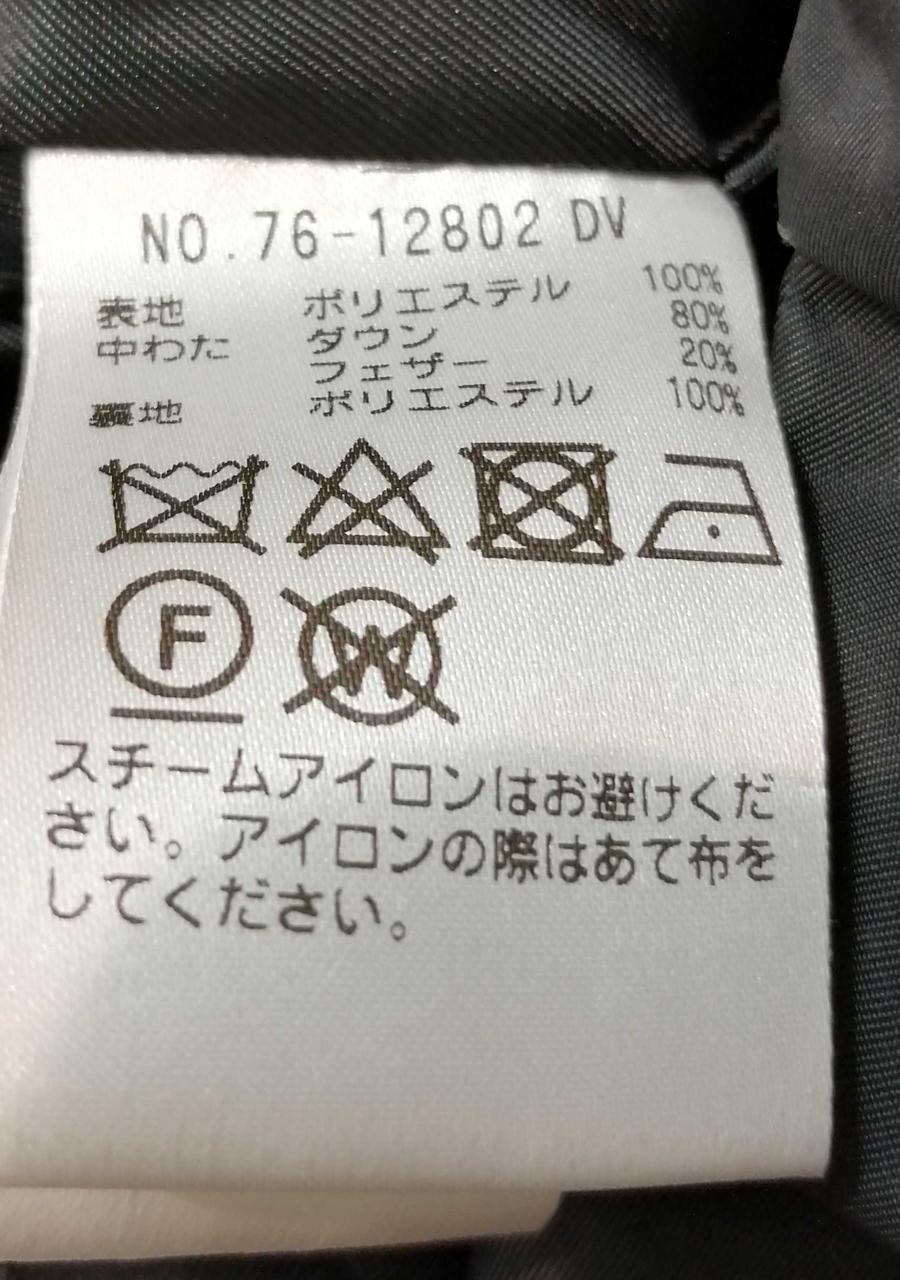 NO.76-12802 DV
表地 ポリエステル 100%
中わた ダウン 80%
フェザー 20%
裏地 ポリエステル 100%
F
W
スチームアイロンはお避けくだ
さい。アイロンの際はあて布を
してください。